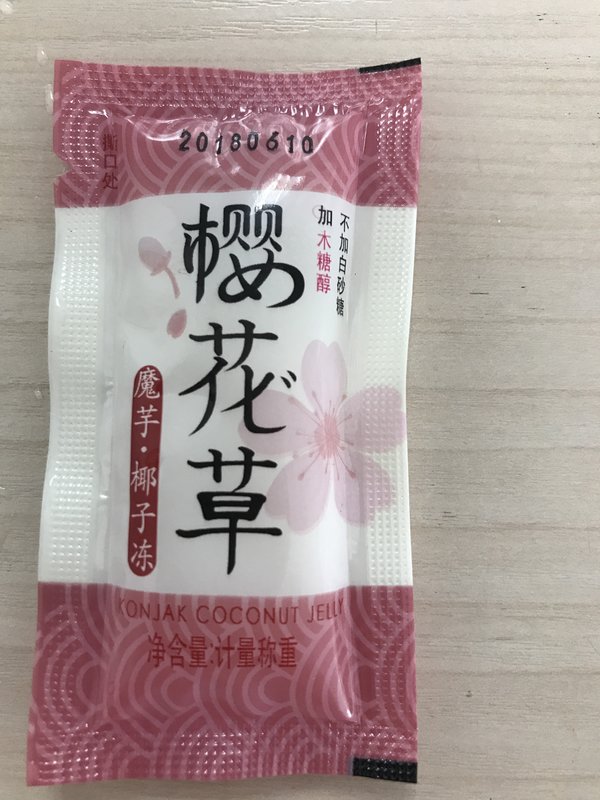 撕口处
20180610
不加白砂糖
加木糖醇
樱花草
魔芋·椰子冻
KONJAK COCONUT JELLY
净含量:计量称重